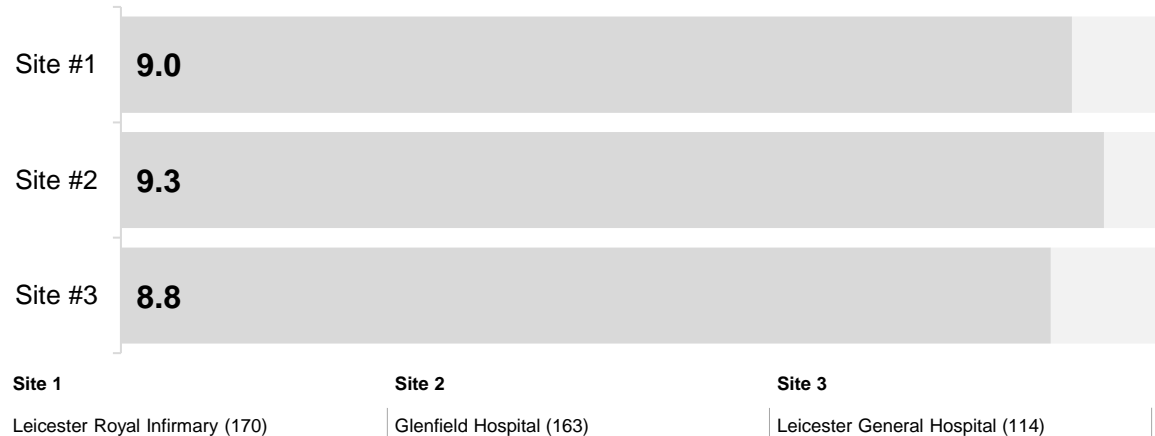 Site #1 9.0
Site #2 9.3
Site #3 8.8
Site 1 Site 2 Site 3
Leicester Royal Infirmary (170) Glenfield Hospital (163) Leicester General Hospital (114)